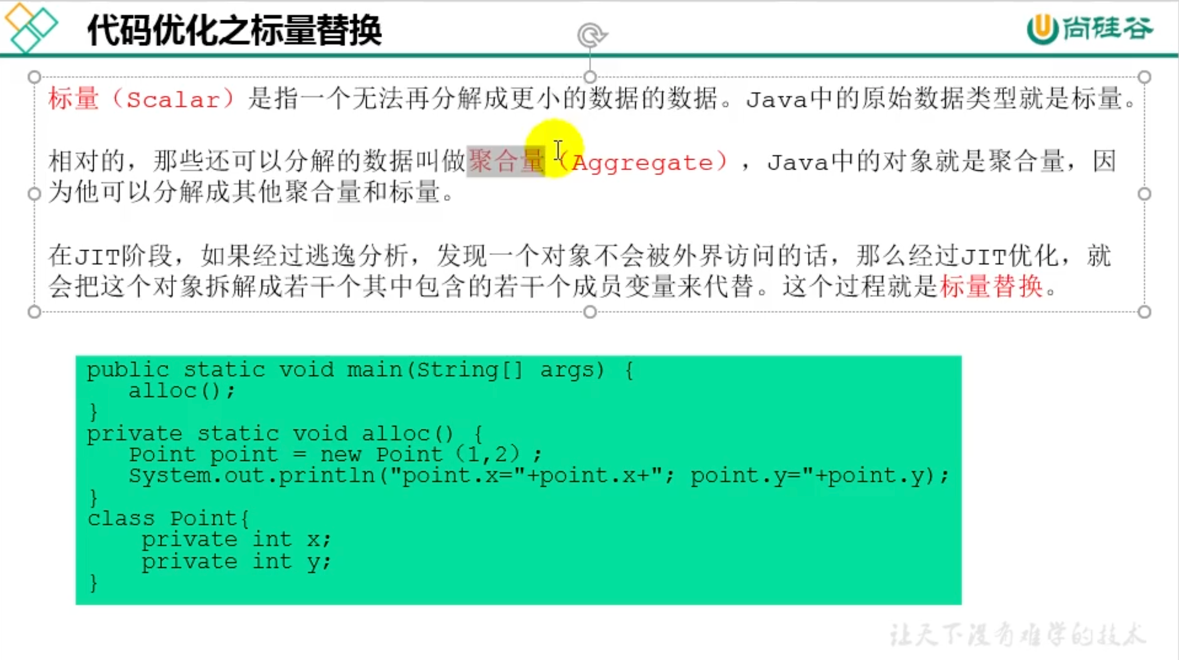 代码优化之标量替换
尚硅谷
标量（Scalar）是指一个无法再分解成更小的数据的数据。Java中的原始数据类型就是标量。
相对的，那些还可以分解的数据叫做聚合量（Aggregate），Java中的对象就是聚合量，因
为他可以分解成其他聚合量和标量。
在JIT阶段，如果经过逃逸分析，发现一个对象不会被外界访问的话，那么经过JIT优化，就
会把这个对象拆解成若干个其中包含的若干个成员变量来代替。这个过程就是标量替换。
public static void main(String[] args) {
alloc();
}
private static void alloc() {
Point point = new Point（1,2）;
System.out.println("point.x="+point.x+"; point.y="+point.y);
}
class Point{
private int x;
private int y;
}
让天下没有难学的技术